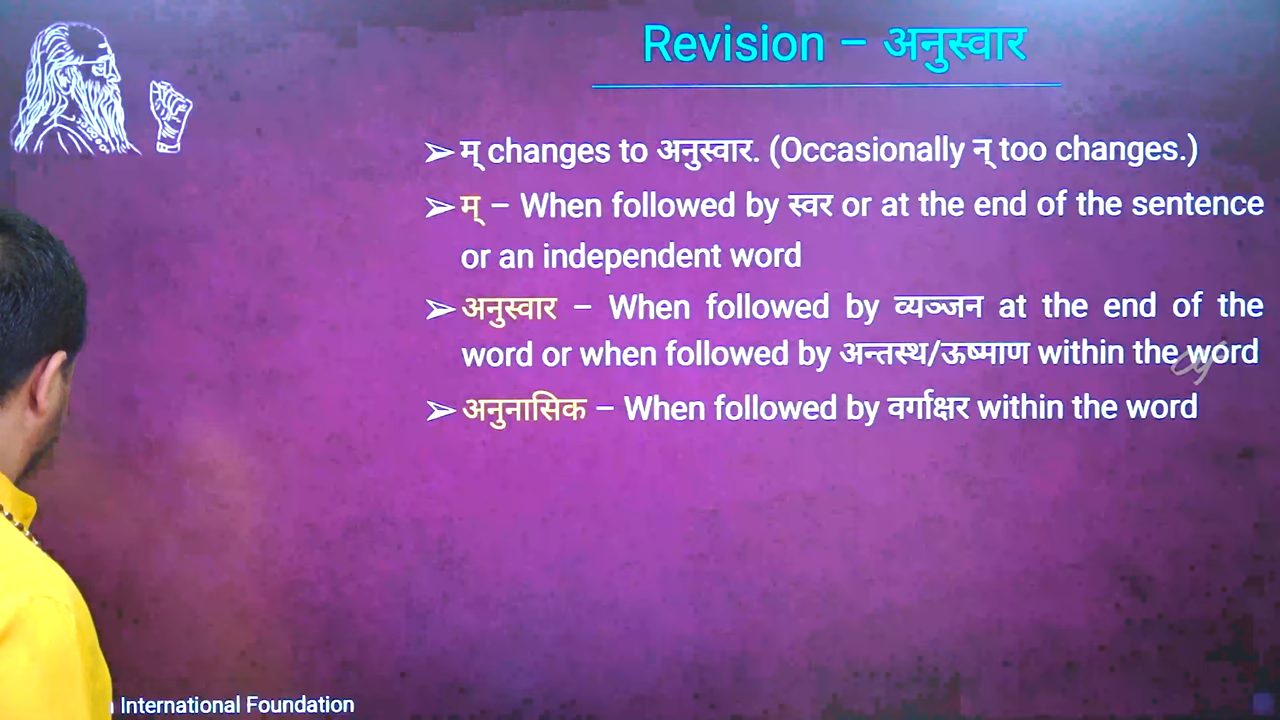 Revision – अनुस्वार
➢ म् changes to अनुस्वार. (Occasionally न् too changes.)
➢ म् – When followed by स्वर or at the end of the sentence
or an independent word
➢ अनुस्वार – When followed by व्यञ्जन at the end of the
word or when followed by अन्तस्थ/ऊष्माण within the word
➢ अनुनासिक – When followed by वर्गाक्षर within the word
International Foundation